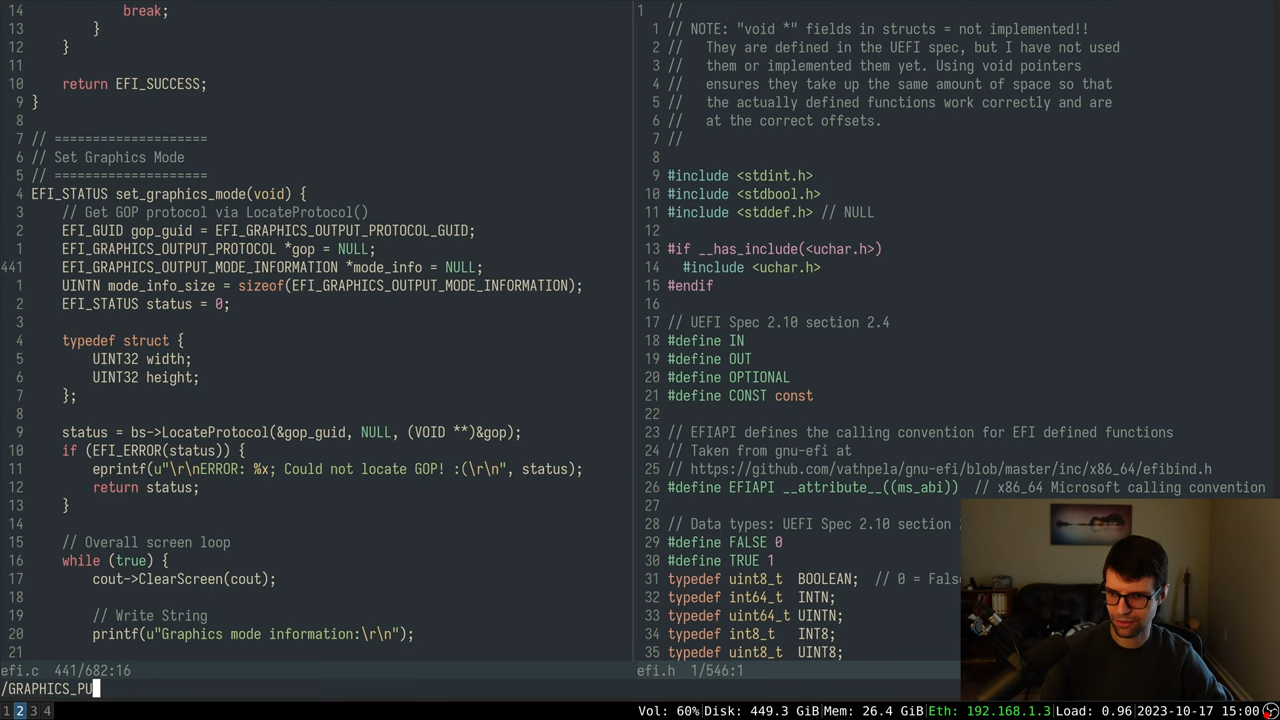 14             break;
13         }
12     }
11
10     return EFI_SUCCESS;
9 }
8
7 // ====================
6 // Set Graphics Mode
5 // ====================
4 EFI_STATUS set_graphics_mode(void) {
3     // Get GOP protocol via LocateProtocol()
2     EFI_GUID gop_guid = EFI_GRAPHICS_OUTPUT_PROTOCOL_GUID;
1     EFI_GRAPHICS_OUTPUT_PROTOCOL *gop = NULL;
441     EFI_GRAPHICS_OUTPUT_MODE_INFORMATION *mode_info = NULL;
1     UINTN mode_info_size = sizeof(EFI_GRAPHICS_OUTPUT_MODE_INFORMATION);
2     EFI_STATUS status = 0;
3
4     typedef struct {
5         UINT32 width;
6         UINT32 height;
7     };
8
9     status = bs->LocateProtocol(&gop_guid, NULL, (VOID **)&gop);
10     if (EFI_ERROR(status)) {
11         eprintf(u"\r\nERROR: %x; Could not locate GOP! :(\r\n", status);
12         return status;
13     }
14
15     // Overall screen loop
16     while (true) {
17         cout->ClearScreen(cout);
18
19         // Write String
20         printf(u"Graphics mode information:\r\n");
21
efi.c 441/682:16
1 //
1 // NOTE: "void *" fields in structs = not implemented!!
2 //   They are defined in the UEFI spec, but I have not used
3 //   them or implemented them yet. Using void pointers
4 //   ensures they take up the same amount of space so that
5 //   the actually defined functions work correctly and are
6 //   at the correct offsets.
7 //
8
9 #include <stdint.h>
10 #include <stdbool.h>
11 #include <stddef.h> // NULL
12
13 #if __has_include(<uchar.h>)
14   #include <uchar.h>
15 #endif
16
17 // UEFI Spec 2.10 section 2.4
18 #define IN
19 #define OUT
20 #define OPTIONAL
21 #define CONST const
22
23 // EFIAPI defines the calling convention for EFI defined functions
24 // Taken from gnu-efi at
25 // https://github.com/vathpela/gnu-efi/blob/master/inc/x86_64/efibind.h
26 #define EFIAPI __attribute__((ms_abi))  // x86_64 Microsoft calling convention
27
28 // Data types: UEFI Spec 2.10 section
29 #define FALSE 0
30 #define TRUE 1
31 typedef uint8_t  BOOLEAN;  // 0 = Fals
32 typedef int64_t  INTN;
33 typedef uint64_t UINTN;
34 typedef int8_t   INT8;
35 typedef uint8_t  UINT8;
efi.h 1/546:1
/GRAPHICS_PU
1 2 3 4
Vol: 60%|Disk: 449.3 GiB|Mem: 26.4 GiB|Eth: 192.168.1.3|Load: 0.96|2023-10-17 15:00